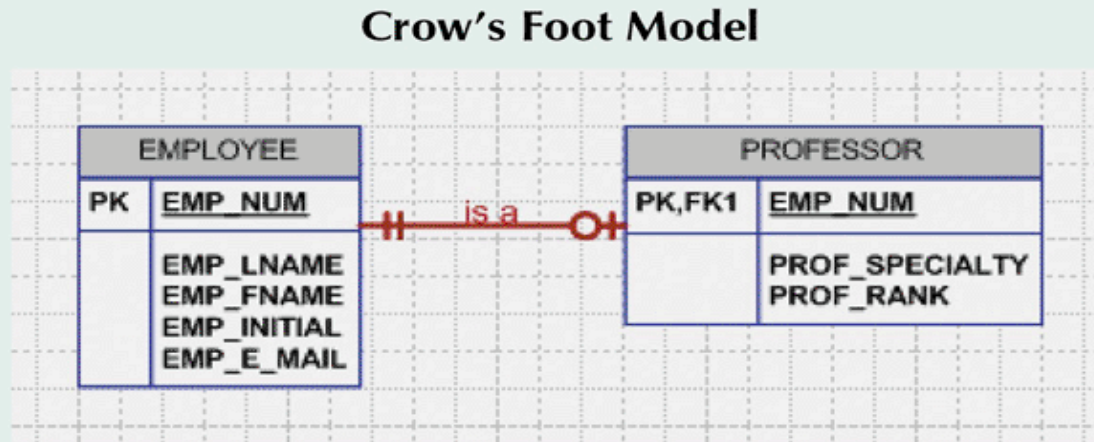 Crow's Foot Model
EMPLOYEE
PK EMP_NUM
EMP_LNAME
EMP_FNAME
EMP_INITIAL
EMP_E_MAIL
is a
PROFESSOR
PK,FK1 EMP_NUM
PROF_SPECIALTY
PROF_RANK